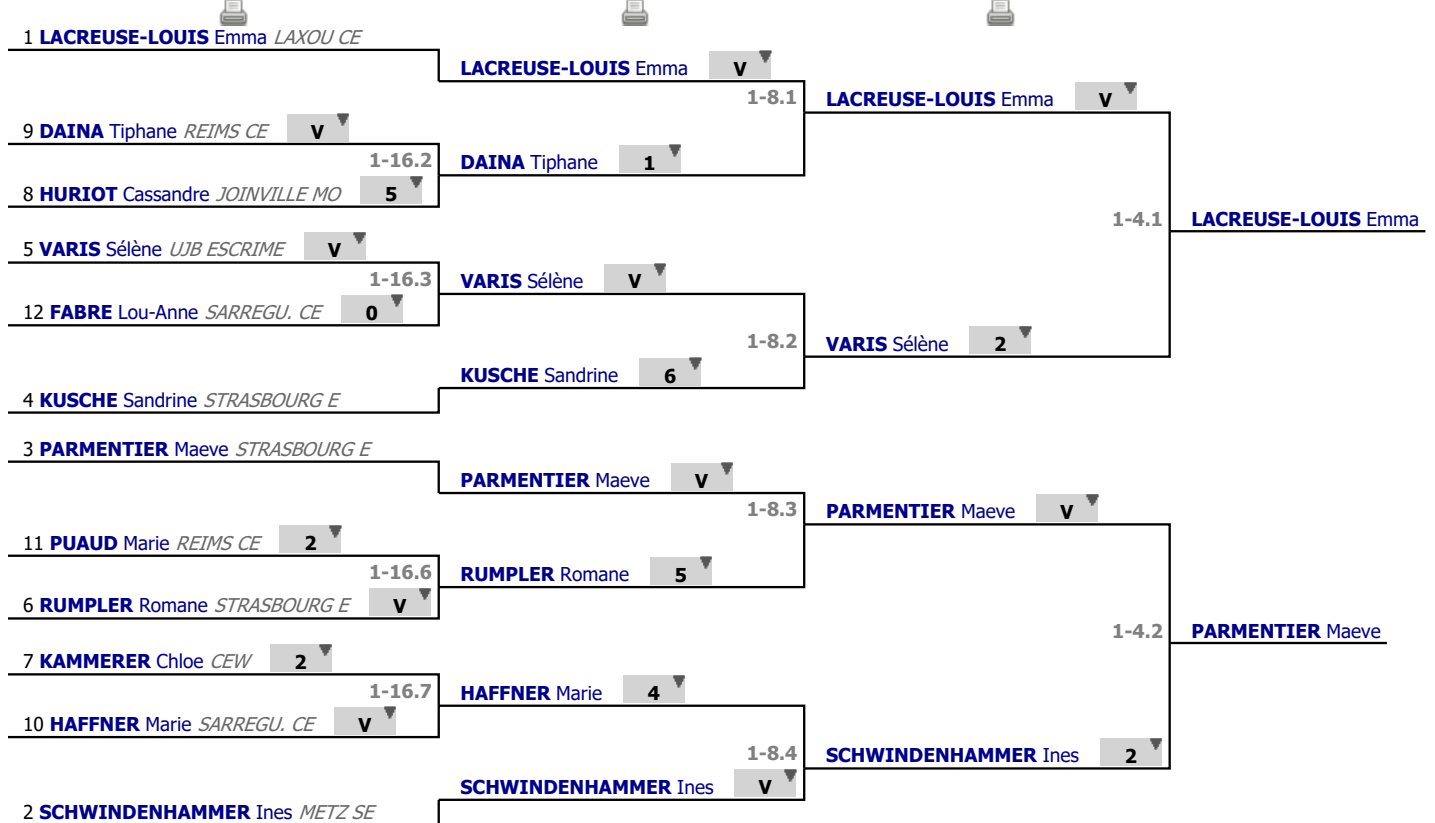 1 LACREUSE-LOUIS Emma LAXOU CE
LACREUSE-LOUIS Emma V
1-8.1
LACREUSE-LOUIS Emma V
9 DAINA Tiphane REIMS CE V
1-16.2
DAINA Tiphane 1
8 HURIOT Cassandre JOINVILLE MO 5
1-4.1
LACREUSE-LOUIS Emma
5 VARIS Sélène UJB ESCRIME V
1-16.3
VARIS Sélène V
12 FABRE Lou-Anne SARREGU. CE 0
1-8.2
VARIS Sélène 2
KUSCHE Sandrine 6
4 KUSCHE Sandrine STRASBOURG E
3 PARMENTIER Maeve STRASBOURG E
PARMENTIER Maeve V
1-8.3
PARMENTIER Maeve V
11 PUAUD Marie REIMS CE 2
1-16.6
RUMPLER Romane 5
6 RUMPLER Romane STRASBOURG E V
1-4.2
PARMENTIER Maeve
7 KAMMERER Chloe CEW 2
1-16.7
HAFFNER Marie 4
10 HAFFNER Marie SARREGU. CE V
1-8.4
SCHWINDENHAMMER Ines 2
SCHWINDENHAMMER Ines V
2 SCHWINDENHAMMER Ines METZ SE